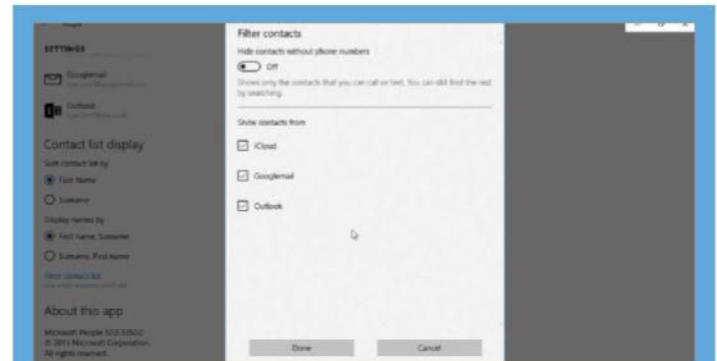 SETTINGS
Googlemail
Outlook
Contact list display
Sort contact list by
First Name
Surname
Display names by
First name, Surname
Surname, First name
Filter contact list
About this app
Microsoft People
Microsoft Corporation.
All rights reserved.
Filter contacts
Hide contacts without phone numbers
Off
Shows only the contacts that you can call or text. You can still find the rest
by searching.
Show contacts from
iCloud
Googlemail
Outlook
Done
Cancel